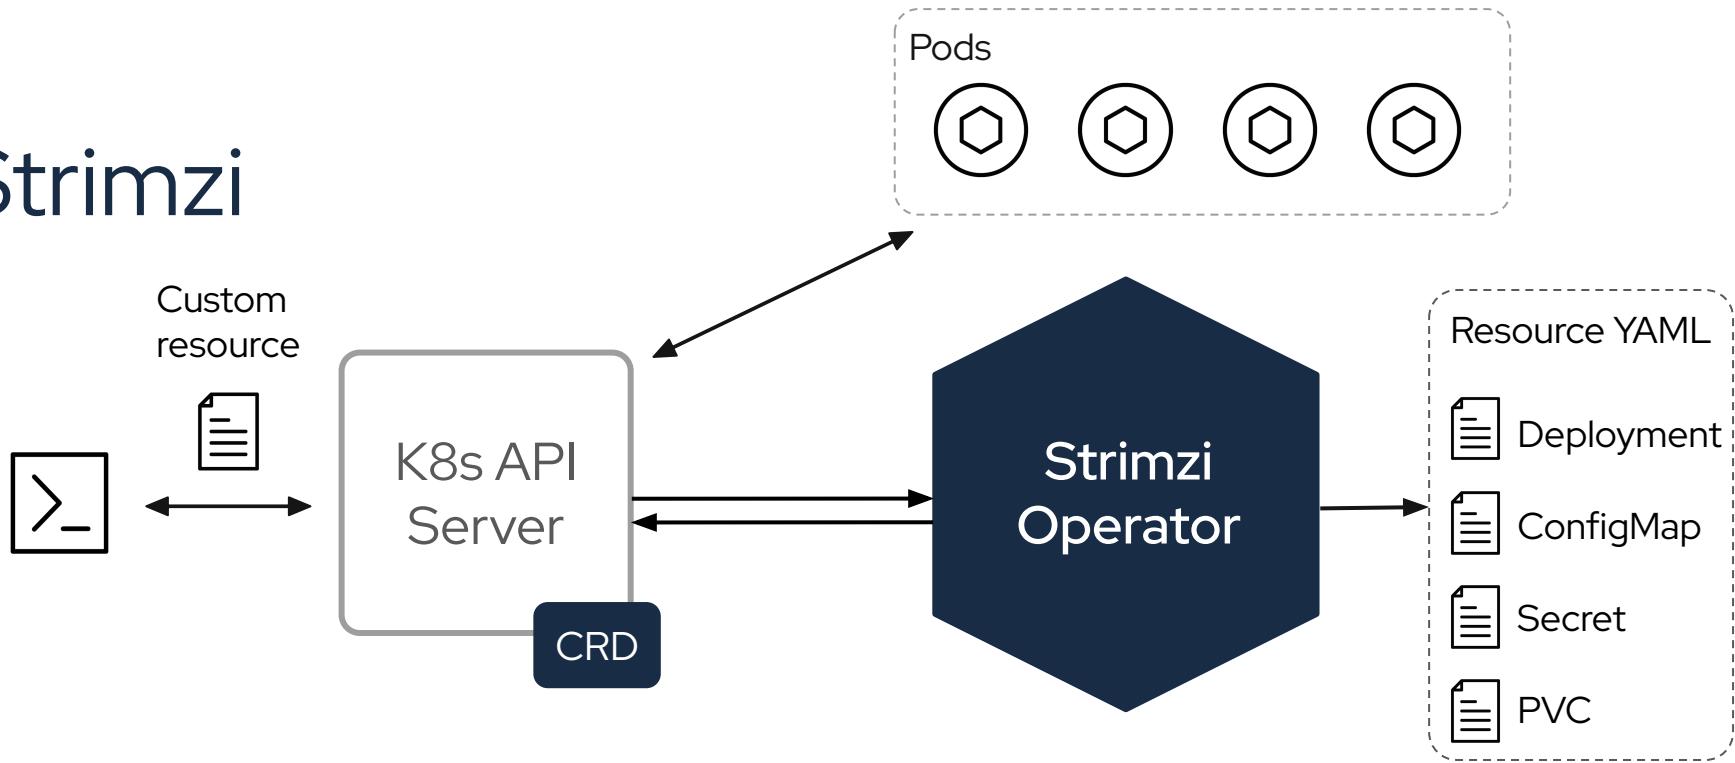 Strimzi
Pods
Custom
resource
K8s API
Server
CRD
Strimzi
Operator
Resource YAML
Deployment
ConfigMap
Secret
PVC